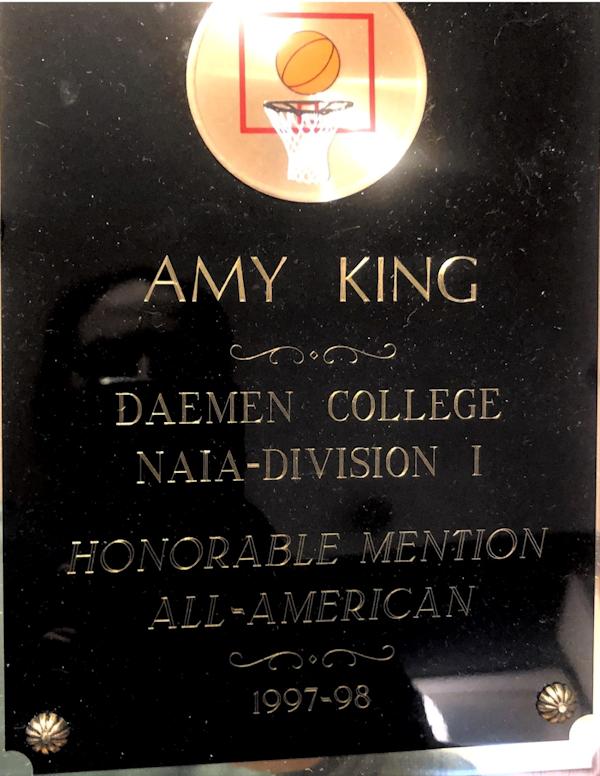 AMY KING
DAEMEN COLLEGE
NAIA-DIVISION I
HONORABLE MENTION
ALL-AMERICAN
1997-98